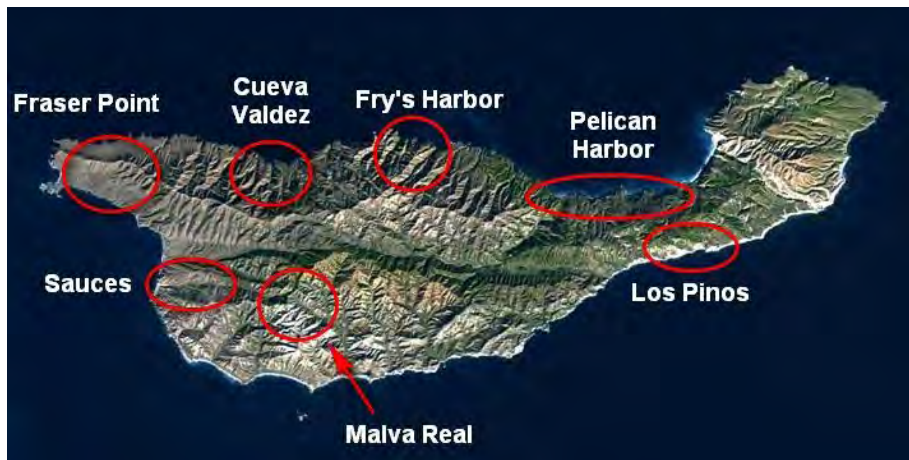 Fraser Point
Cueva
Valdez
Fry's Harbor
Pelican
Harbor
Sauces
Los Pinos
Malva Real